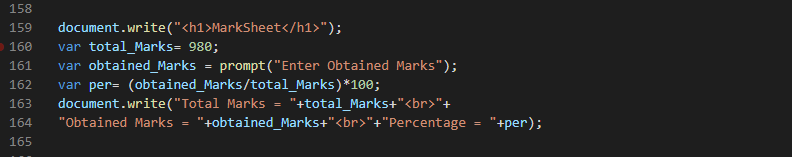 158
159 document.write("<h1>MarkSheet</h1>");
160 var total_Marks= 980;
161 var obtained_Marks = prompt("Enter Obtained Marks");
162 var per= (obtained_Marks/total_Marks)*100;
163 document.write("Total Marks = "+total_Marks+"<br>"+
164 "Obtained Marks = "+obtained_Marks+"<br>"+"Percentage = "+per);
165